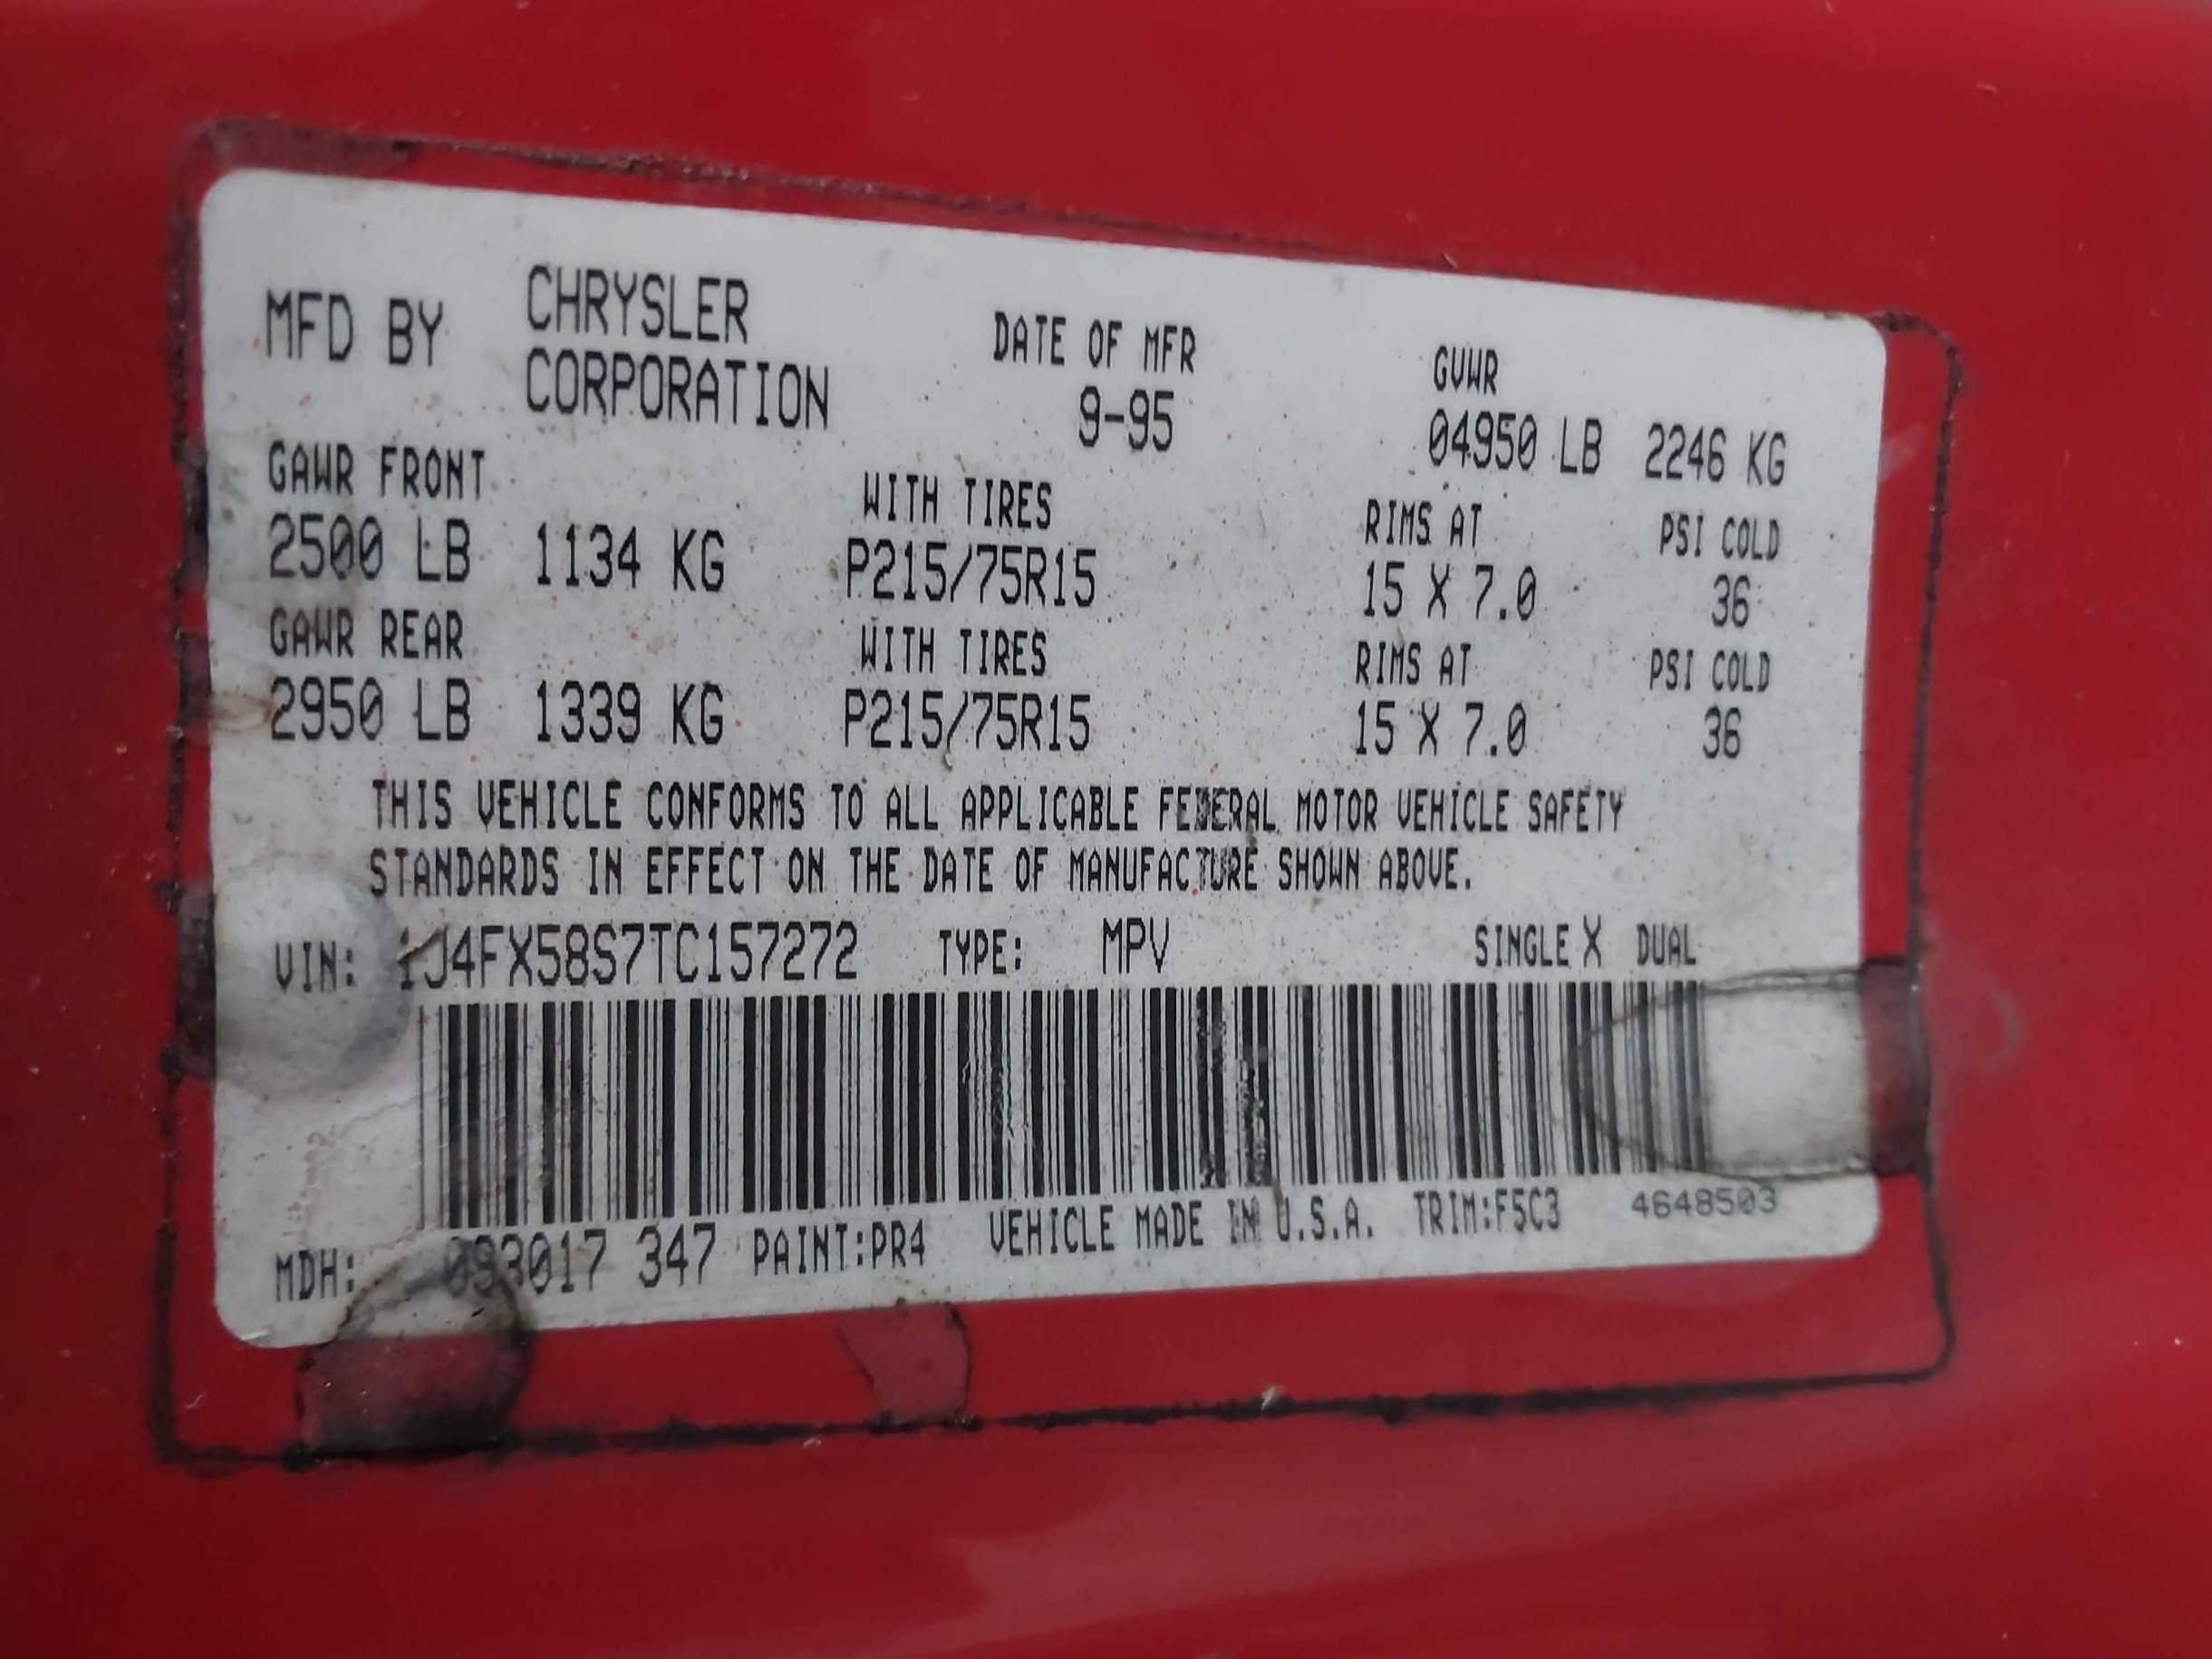 MFD BY CHRYSLER CORPORATION DATE OF MFR 9-95 GVWR
04950 LB 2246 KG
GAWR FRONT WITH TIRES RIMS AT PSI COLD
2500 LB 1134 KG P215/75R15 15 X 7.0 36
GAWR REAR WITH TIRES RIMS AT PSI COLD
2950 LB 1339 KG P215/75R15 15 X 7.0 36
THIS VEHICLE CONFORMS TO ALL APPLICABLE FEDERAL MOTOR VEHICLE SAFETY
STANDARDS IN EFFECT ON THE DATE OF MANUFACTURE SHOWN ABOVE.
VIN: 1J4FX58S7TC157272 TYPE: MPV SINGLE X DUAL
MDH: 093017 347 PAINT:PR4 VEHICLE MADE IN U.S.A. TRIM:F5C3 4648503